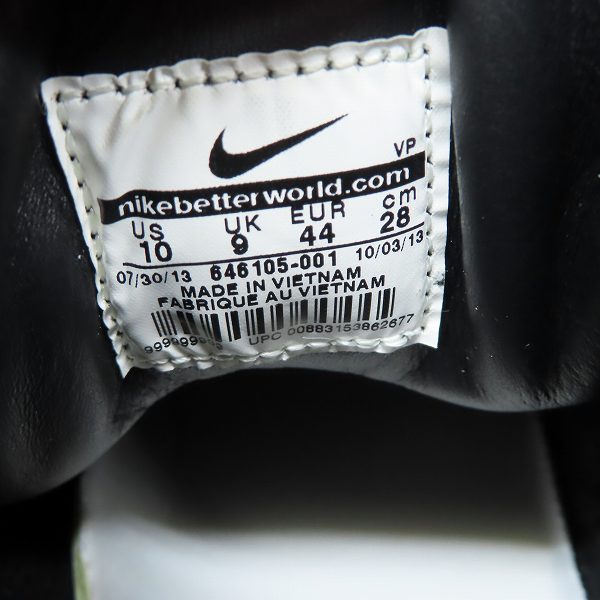 VP
nikebetterworld.com
US UK EUR cm
10 9 44 28
07/30/13 646105-001 10/03/13
MADE IN VIETNAM
FABRIQUE AU VIETNAM
UPC 00883153862677